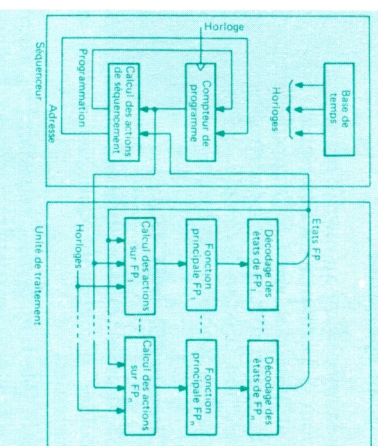 Séquenceur
Base de
temps
Horloges
Horloge
Compteur de
programme
Calcul des actions
de séquencement
Programmation
Adresse
Unité de traitement
Etats FP
Décodage des
états de FP1
Fonction
principale FP1
Calcul des actions
sur FP1
Horloges
Décodage des
états de FPn
Fonction
principale FPn
Calcul des actions
sur FPn